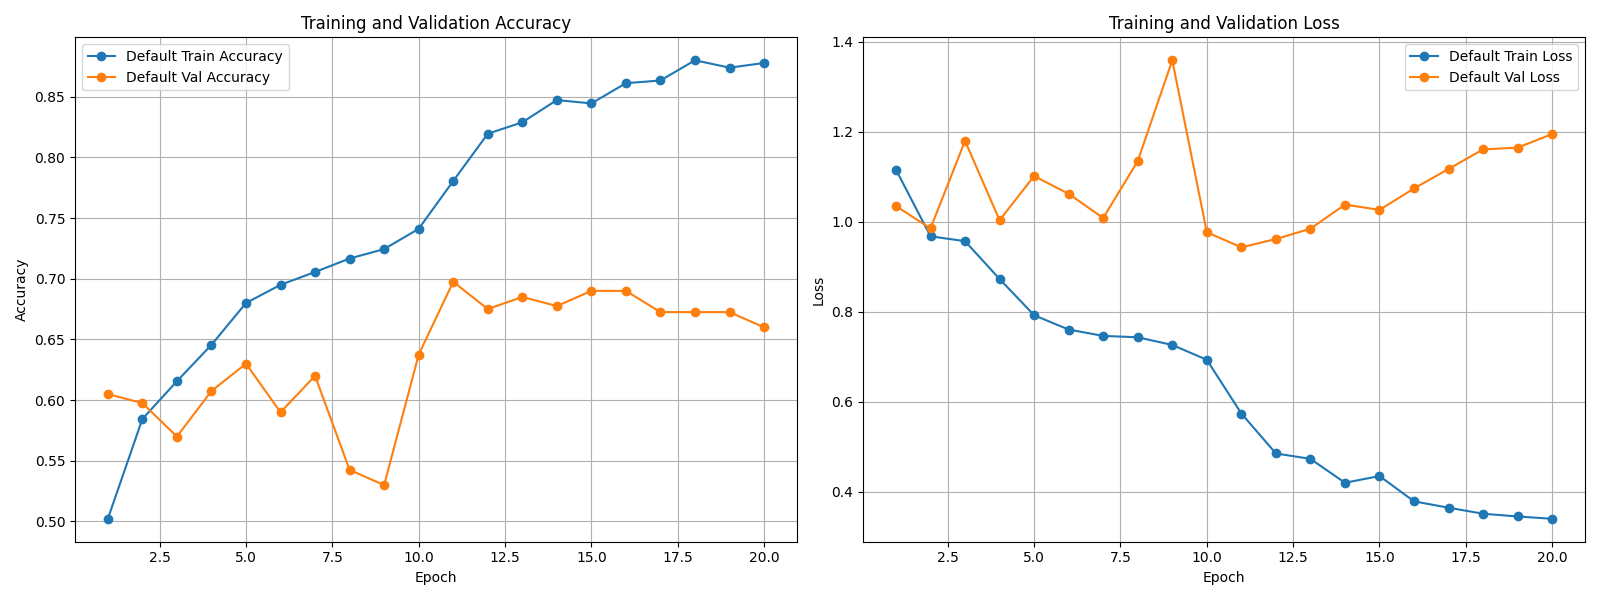 Training and Validation Accuracy
Default Train Accuracy
Default Val Accuracy
Accuracy
0.85
0.80
0.75
0.70
0.65
0.60
0.55
0.50
2.5 5.0 7.5 10.0 12.5 15.0 17.5 20.0
Epoch
Training and Validation Loss
Default Train Loss
Default Val Loss
Loss
1.4
1.2
1.0
0.8
0.6
0.4
2.5 5.0 7.5 10.0 12.5 15.0 17.5 20.0
Epoch